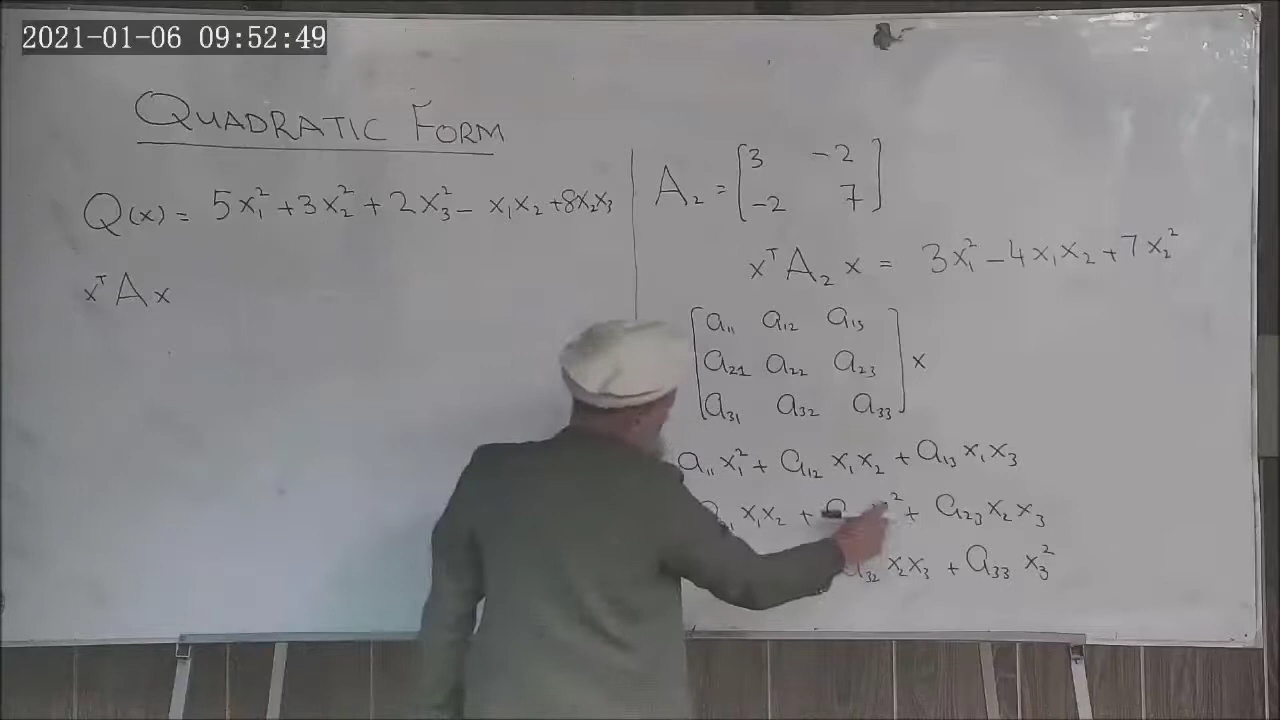 2021-01-06 09:52:49
QUADRATIC FORM
Q(x) = 5x₁² + 3x₂² + 2x₃² - x₁x₂ + 8x₂x₃
xᵀAx
A₂ = [3 -2
-2 7]
xᵀA₂x = 3x₁² - 4x₁x₂ + 7x₂²
[a₁₁ a₁₂ a₁₃
a₂₁ a₂₂ a₂₃
a₃₁ a₃₂ a₃₃] x
a₁₁x₁² + a₁₂x₁x₂ + a₁₃x₁x₃
x₁x₂ + ² + a₂₃x₂x₃
a₃₂x₂x₃ + a₃₃x₃²